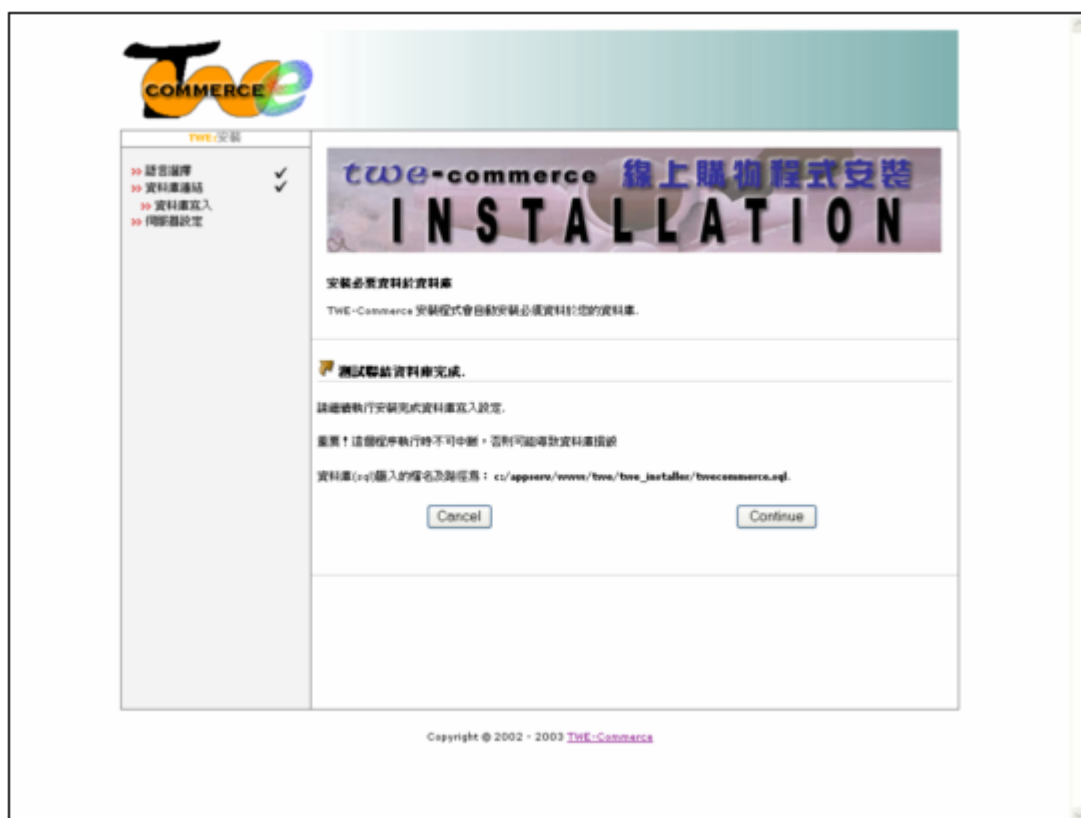 TWE
COMMERCE
TWE:安裝
語言選擇
資料庫連結
資料庫寫入
伺服器設定
twe-commerce 線上購物程式安裝
INSTALLATION
安裝必要資料於資料庫
TWE-Commerce 安裝程式會自動安裝必須資料於您的資料庫.
測試聯結資料庫完成.
請繼續執行安裝完成資料庫寫入設定.
重要!這個程序執行時不可中斷,否則可能導致資料庫損毀
資料庫(sql)匯入的檔名及路徑為: c:/appserv/www/twe/twe_installer/twecommerce.sql.
Cancel Continue
Copyright © 2002 - 2003 TWE-Commerce